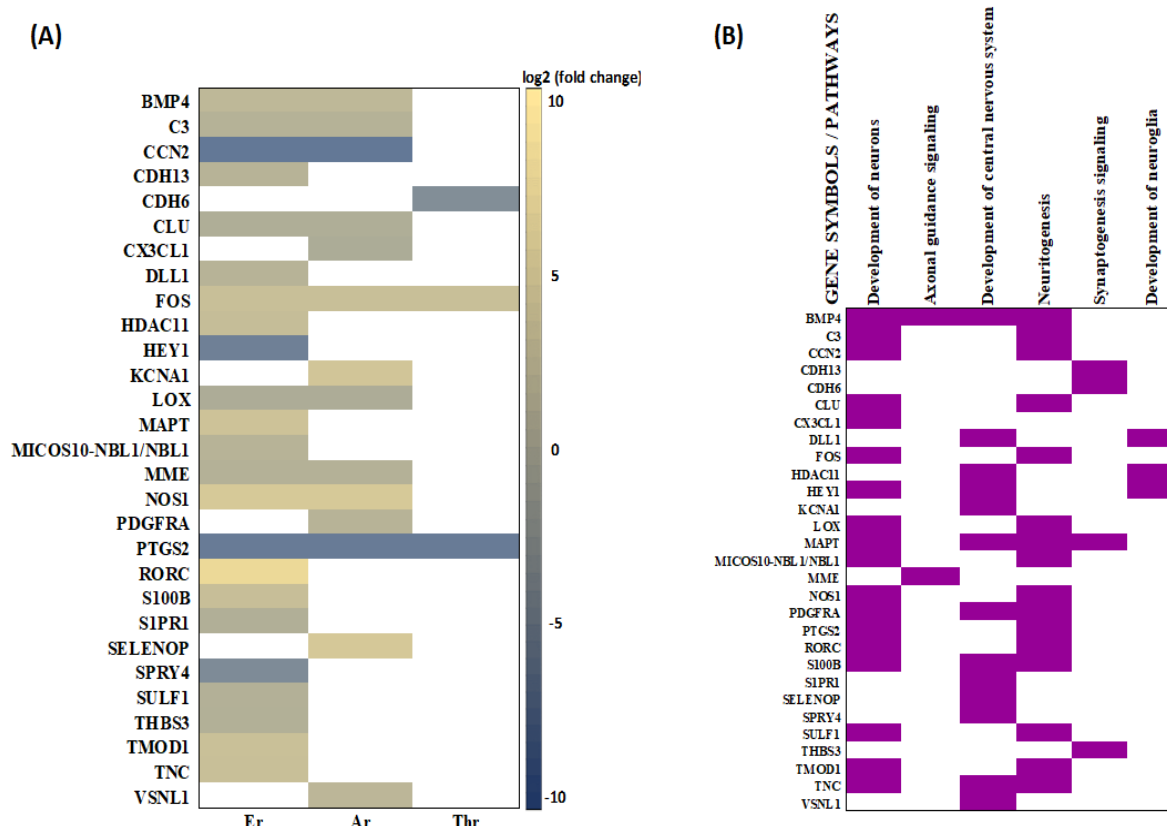 (A)
log2 (fold change)
BMP4
C3
CCN2
CDH13
CDH6
CLU
CX3CL1
DLL1
FOS
HDAC11
HEY1
KCNA1
LOX
MAPT
MICOS10-NBL1/NBL1
MME
NOS1
PDGFRA
PTGS2
RORC
S100B
S1PR1
SELENOP
SPRY4
SULF1
THBS3
TMOD1
TNC
VSNL1
Er Ar Thr
10
5
0
-5
-10
(B)
GENE SYMBOLS / PATHWAYS
Development of neurons
Axonal guidance signaling
Development of central nervous system
Neuritogenesis
Synaptogenesis signaling
Development of neuroglia
BMP4
C3
CCN2
CDH13
CDH6
CLU
CX3CL1
DLL1
FOS
HDAC11
HEY1
KCNA1
LOX
MAPT
MICOS10-NBL1/NBL1
MME
NOS1
PDGFRA
PTGS2
RORC
S100B
S1PR1
SELENOP
SPRY4
SULF1
THBS3
TMOD1
TNC
VSNL1